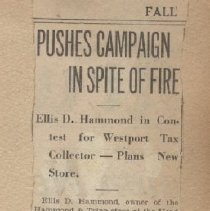 FALL
PUSHES CAMPAIGN
IN SPITE OF FIRE
Ellis D. Hammond in Con-
test for Westport Tax
Collector — Plans New
Store.
Ellis D. Hammond, owner of the
Hammond &